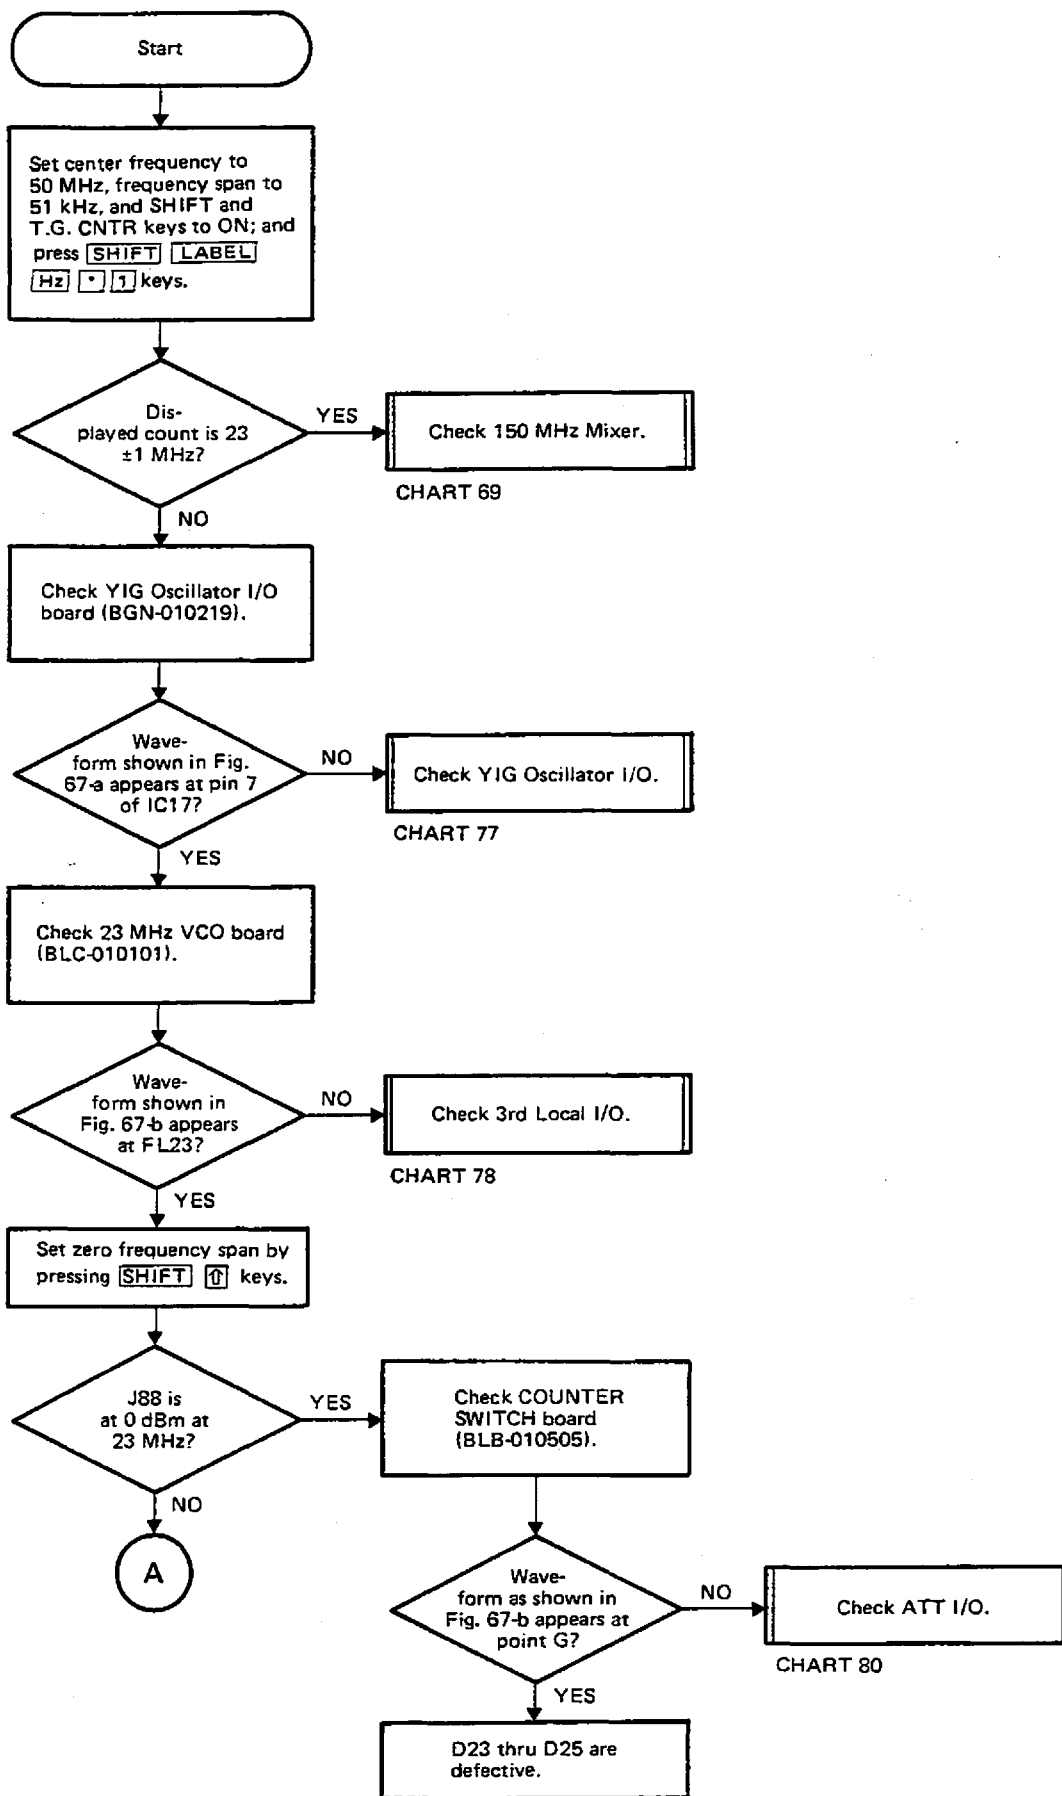 Start
Set center frequency to
50 MHz, frequency span to
51 kHz, and SHIFT and
T.G. CNTR keys to ON; and
press SHIFT LABEL
Hz · 1 keys.
Dis-
played count is 23
±1 MHz?
YES
Check 150 MHz Mixer.
CHART 69
NO
Check YIG Oscillator I/O
board (BGN-010219).
Wave-
form shown in Fig.
67-a appears at pin 7
of IC17?
NO
Check YIG Oscillator I/O.
CHART 77
YES
Check 23 MHz VCO board
(BLC-010101).
Wave-
form shown in
Fig. 67-b appears
at FL23?
NO
Check 3rd Local I/O.
CHART 78
YES
Set zero frequency span by
pressing SHIFT ⇧ keys.
J88 is
at 0 dBm at
23 MHz?
YES
Check COUNTER
SWITCH board
(BLB-010505).
NO
A
Wave-
form as shown in
Fig. 67-b appears at
point G?
NO
Check ATT I/O.
CHART 80
YES
D23 thru D25 are
defective.